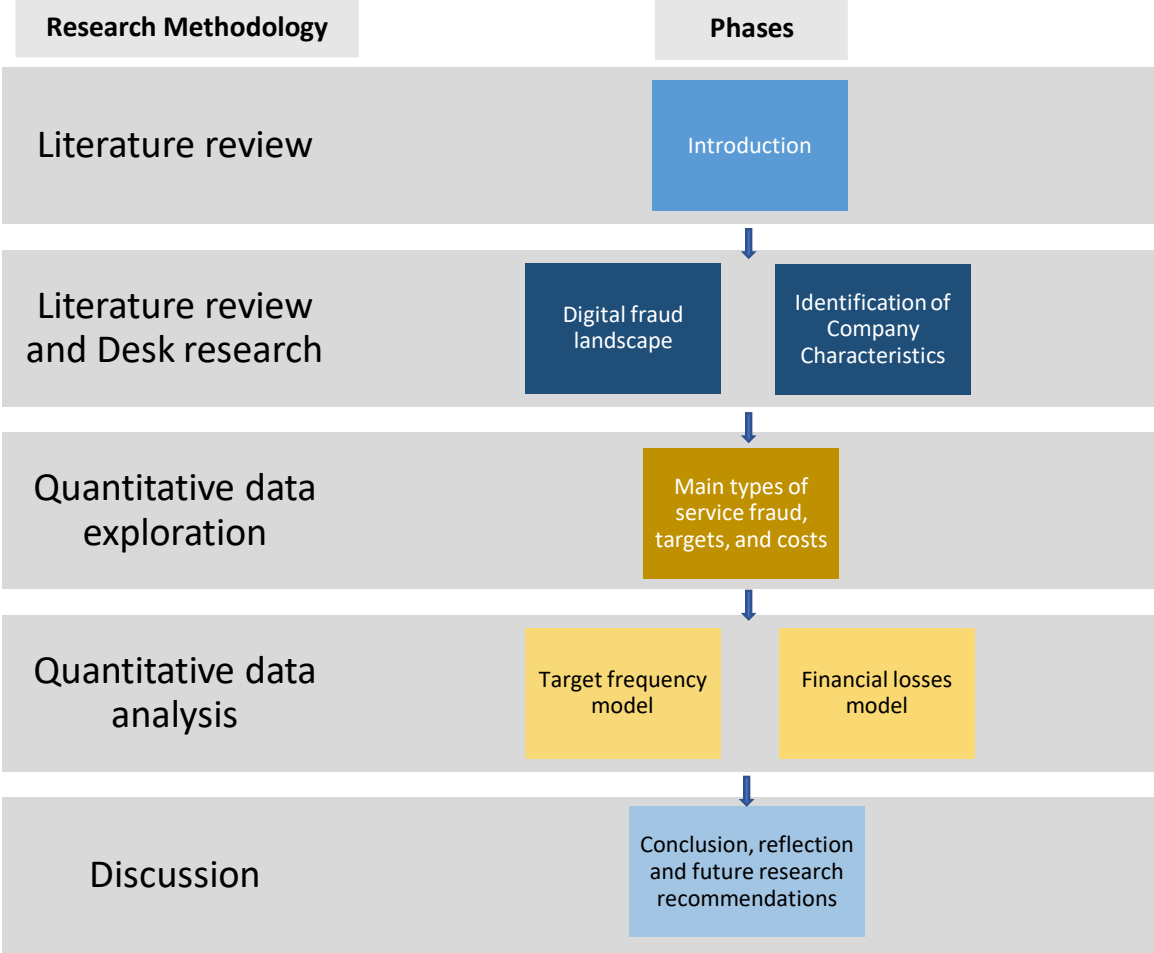 Research Methodology
Phases
Literature review
Introduction
Literature review
and Desk research
Digital fraud
landscape
Identification of
Company
Characteristics
Quantitative data
exploration
Main types of
service fraud,
targets, and costs
Quantitative data
analysis
Target frequency
model
Financial losses
model
Discussion
Conclusion, reflection
and future research
recommendations